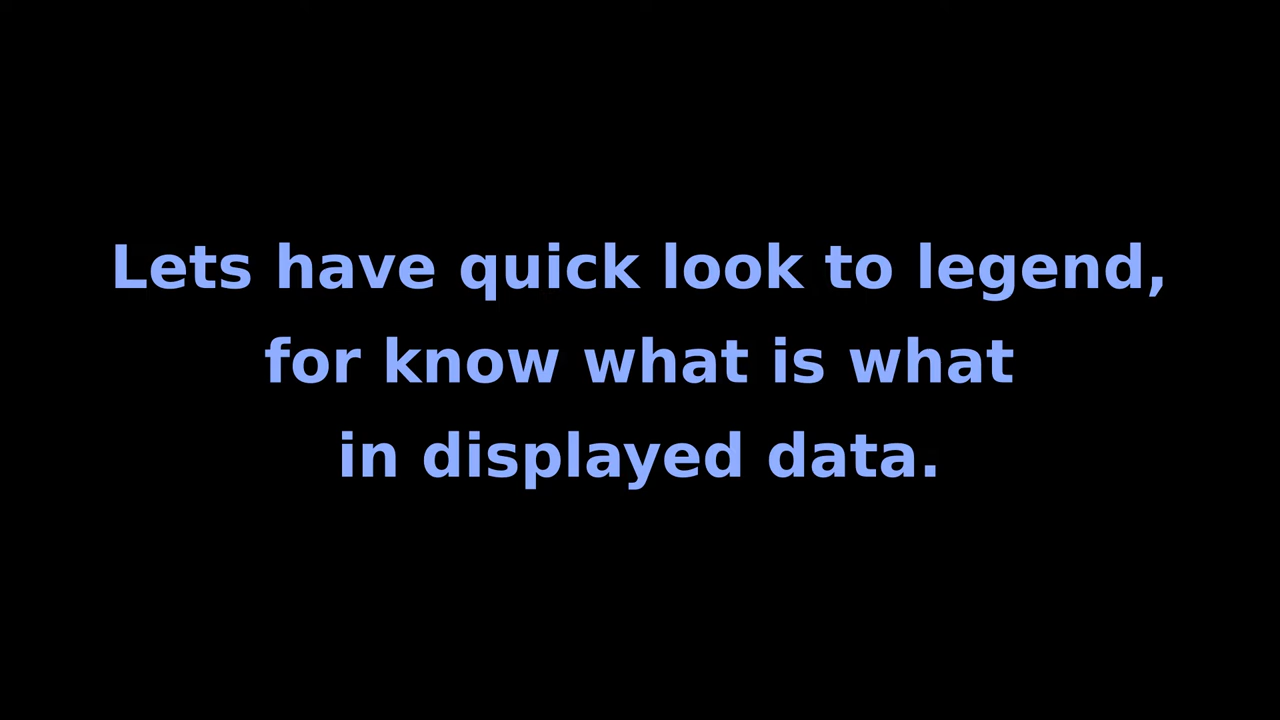 Lets have quick look to legend,
for know what is what
in displayed data.